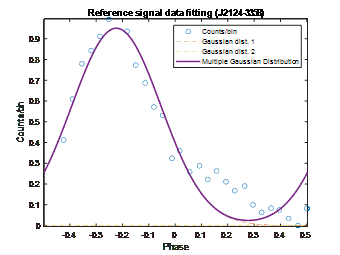 Reference signal data fitting (J2124-3358)
Counts/bin
Gaussian dist. 1
Gaussian dist. 2
Multiple Gaussian Distribution
Counts/bin
0.9
0.8
0.7
0.6
0.5
0.4
0.3
0.2
0.1
0
-0.4 -0.3 -0.2 -0.1 0 0.1 0.2 0.3 0.4 0.5
Phase